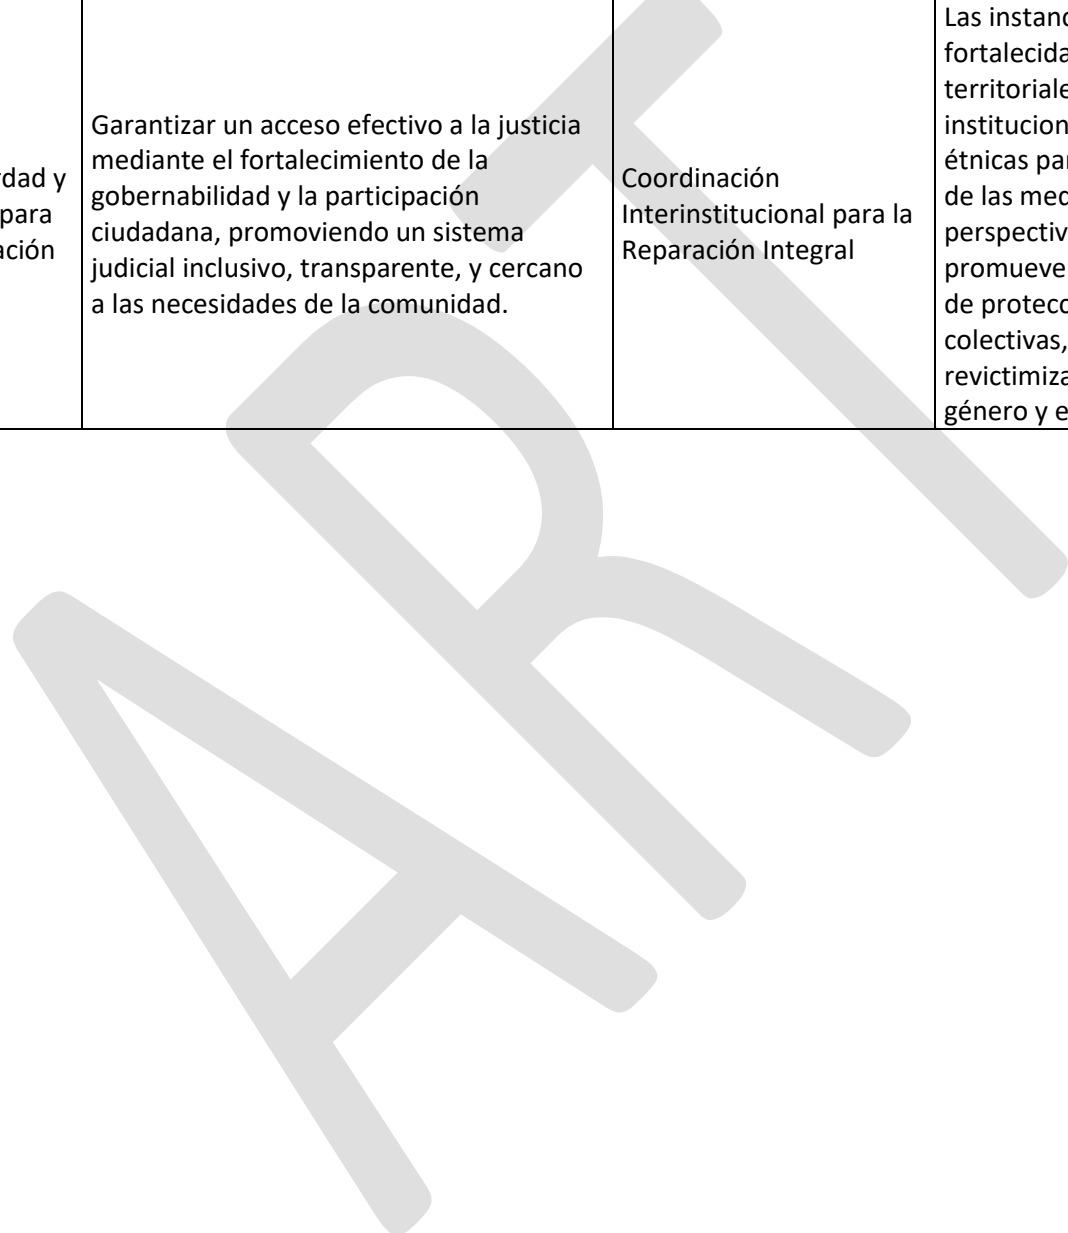 rdad y
para
ación
Garantizar un acceso efectivo a la justicia
mediante el fortalecimiento de la
gobernabilidad y la participación
ciudadana, promoviendo un sistema
judicial inclusivo, transparente, y cercano
a las necesidades de la comunidad.
Coordinación
Interinstitucional para la
Reparación Integral
Las instanc
fortalecida
territoriale
institucion
étnicas par
de las med
perspectiv
promueve
de protecc
colectivas,
revictimiza
género y e
ART